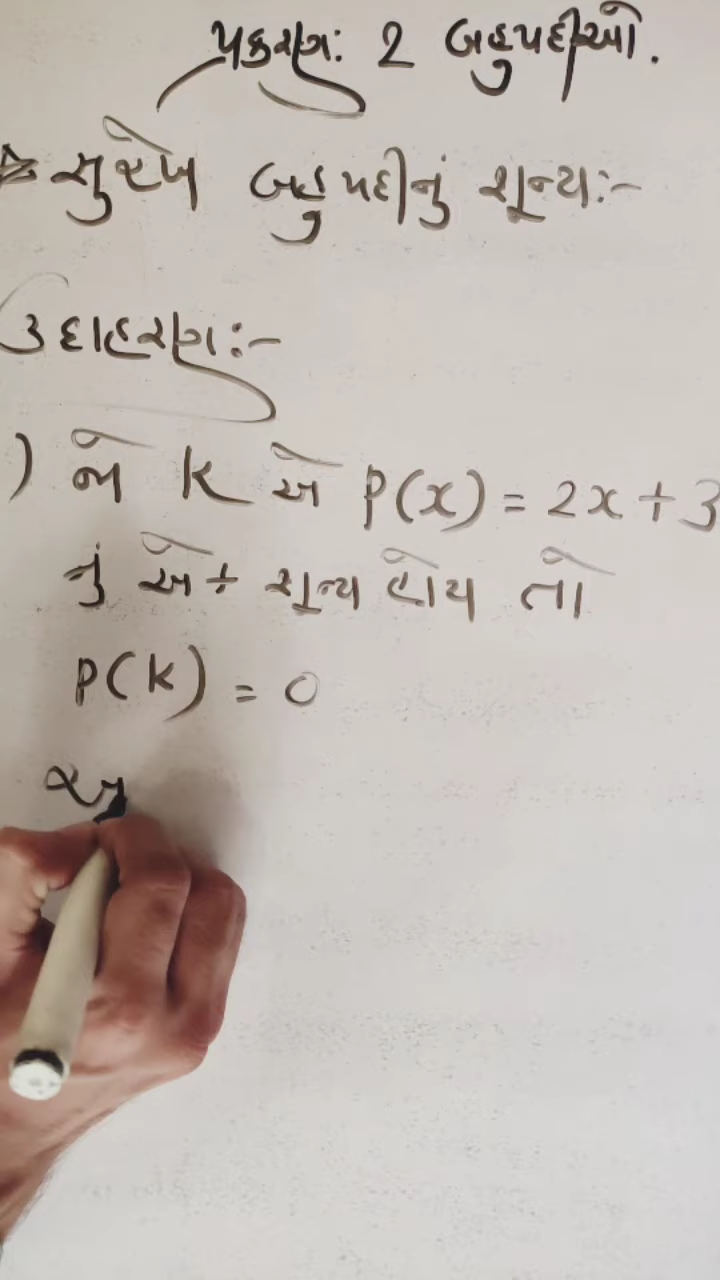 પ્રકરણ: 2 બહુપદીઓ.
* સુરેખ બહુપદીનું શૂન્ય:-
ઉદાહરણ:-
) જો K એ P(x) = 2x + 3
નું એક શૂન્ય હોય તો
P(K) = 0